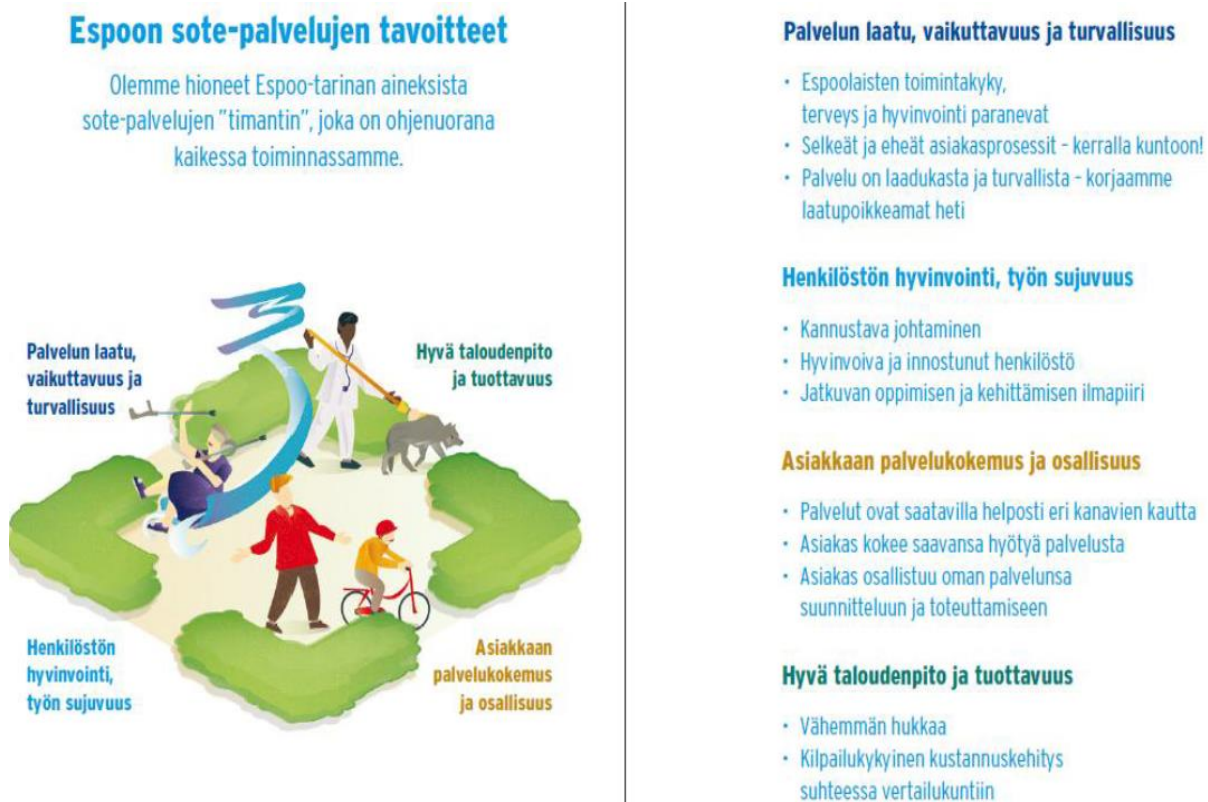 Espoon sote-palvelujen tavoitteet
Olemme hioneet Espoo-tarinan aineksista
sote-palvelujen "timantin", joka on ohjenuorana
kaikessa toiminnassamme.
Palvelun laatu,
vaikuttavuus ja
turvallisuus
Hyvä taloudenpito
ja tuottavuus
Henkilöstön
hyvinvointi,
työn sujuvuus
Asiakkaan
palvelukokemus
ja osallisuus
Palvelun laatu, vaikuttavuus ja turvallisuus
• Espoolaisten toimintakyky,
terveys ja hyvinvointi paranevat
• Selkeät ja eheät asiakasprosessit - kerralla kuntoon!
• Palvelu on laadukasta ja turvallista - korjaamme
laatupoikkeamat heti
Henkilöstön hyvinvointi, työn sujuvuus
• Kannustava johtaminen
• Hyvinvoiva ja innostunut henkilöstö
• Jatkuvan oppimisen ja kehittämisen ilmapiiri
Asiakkaan palvelukokemus ja osallisuus
• Palvelut ovat saatavilla helposti eri kanavien kautta
• Asiakas kokee saavansa hyötyä palvelusta
• Asiakas osallistuu oman palvelunsa
suunnitteluun ja toteuttamiseen
Hyvä taloudenpito ja tuottavuus
• Vähemmän hukkaa
• Kilpailukykyinen kustannuskehitys
suhteessa vertailukuntiin